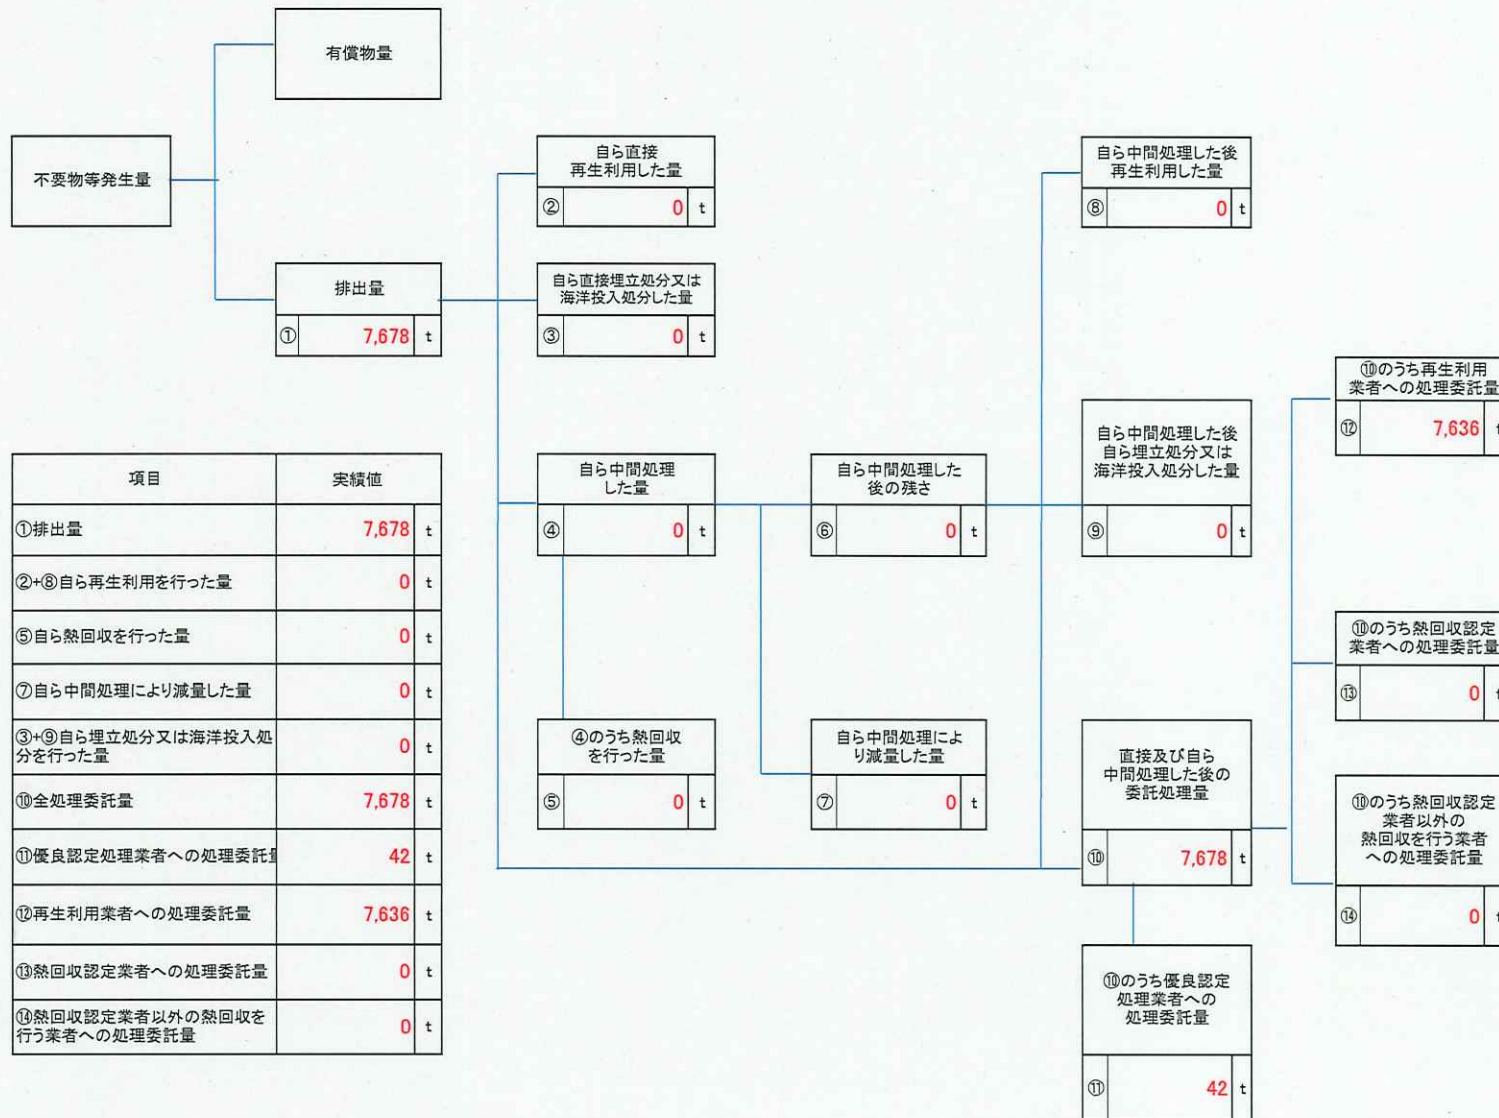 有償物量
不要物等発生量
排出量
① 7,678 t
自ら直接
再生利用した量
② 0 t
自ら直接埋立処分又は
海洋投入処分した量
③ 0 t
自ら中間処理
した量
④ 0 t
④のうち熱回収
を行った量
⑤ 0 t
自ら中間処理した
後の残さ
⑥ 0 t
自ら中間処理によ
り減量した量
⑦ 0 t
自ら中間処理した後
再生利用した量
⑧ 0 t
自ら中間処理した後
自ら埋立処分又は
海洋投入処分した量
⑨ 0 t
直接及び自ら
中間処理した後の
委託処理量
⑩ 7,678 t
⑩のうち優良認定
処理業者への
処理委託量
⑪ 42 t
⑩のうち再生利用
業者への処理委託量
⑫ 7,636 t
⑩のうち熱回収認定
業者への処理委託量
⑬ 0 t
⑩のうち熱回収認定
業者以外の
熱回収を行う業者
への処理委託量
⑭ 0 t
項目 実績値
①排出量 7,678 t
②+⑧自ら再生利用を行った量 0 t
⑤自ら熱回収を行った量 0 t
⑦自ら中間処理により減量した量 0 t
③+⑨自ら埋立処分又は海洋投入処
分を行った量 0 t
⑩全処理委託量 7,678 t
⑪優良認定処理業者への処理委託量 42 t
⑫再生利用業者への処理委託量 7,636 t
⑬熱回収認定業者への処理委託量 0 t
⑭熱回収認定業者以外の熱回収を
行う業者への処理委託量 0 t